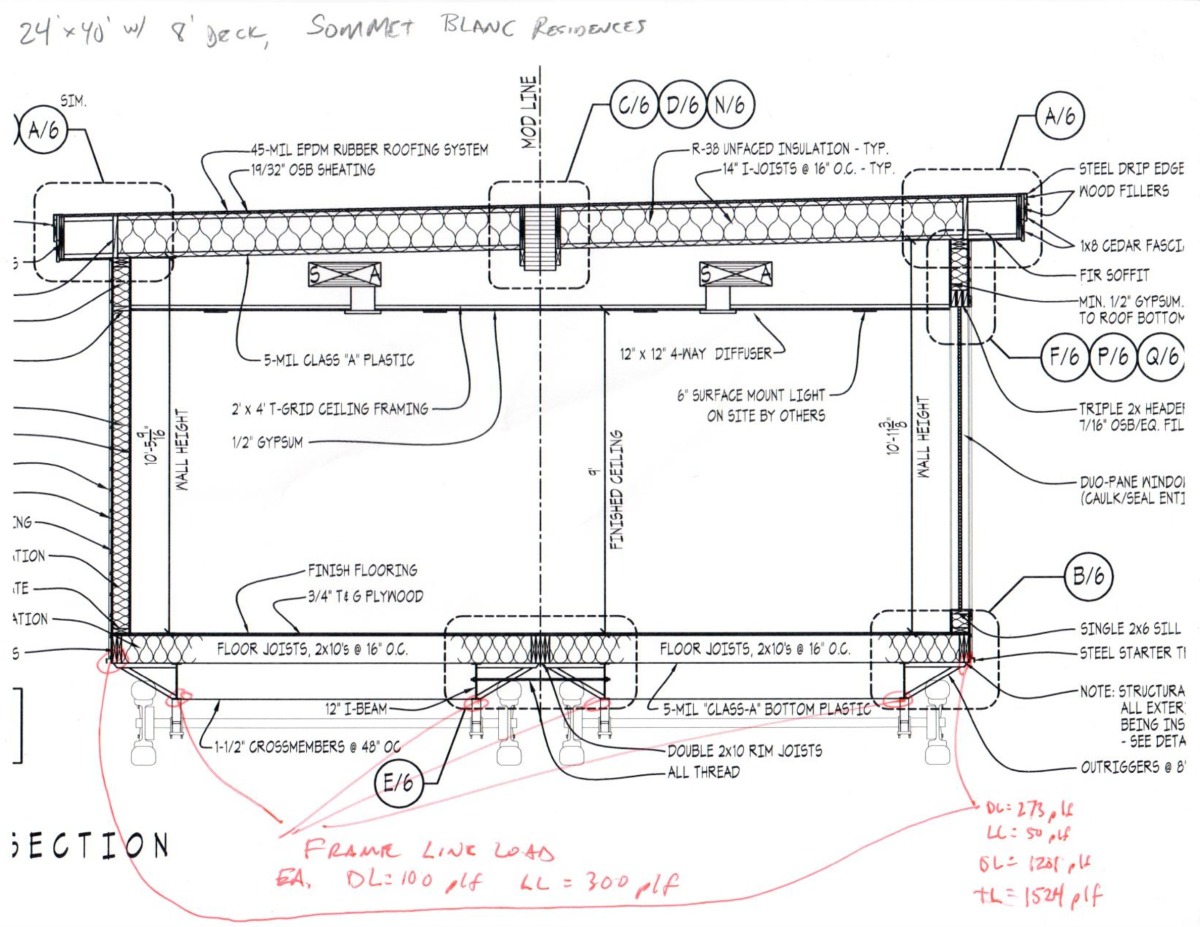 24'x40' w/ 8' DECK, SOMMET BLANC RESIDENCES
SIM.
A/6
MOD LINE
C/6 D/6 N/6
A/6
45-MIL EPDM RUBBER ROOFING SYSTEM
19/32" OSB SHEATING
R-38 UNFACED INSULATION - TYP.
14" I-JOISTS @ 16" O.C. - TYP.
STEEL DRIP EDGE
WOOD FILLERS
1x8 CEDAR FASCI
FIR SOFFIT
MIN. 1/2" GYPSUM.
TO ROOF BOTTOM
S A
S A
5-MIL CLASS "A" PLASTIC
12" x 12" 4-WAY DIFFUSER
F/6 P/6 Q/6
2' x 4' T-GRID CEILING FRAMING
6" SURFACE MOUNT LIGHT
ON SITE BY OTHERS
1/2" GYPSUM
TRIPLE 2x HEADER
7/16" OSB/EQ. FIL
10'-5 9/16"
WALL HEIGHT
9'
FINISHED CEILING
10'-11 3/8"
WALL HEIGHT
DUO-PANE WINDO
(CAULK/SEAL ENTI
NG
TION
TE
ATION
S
FINISH FLOORING
3/4" T&G PLYWOOD
B/6
FLOOR JOISTS, 2x10's @ 16" O.C.
FLOOR JOISTS, 2x10's @ 16" O.C.
SINGLE 2x6 SILL
STEEL STARTER
12" I-BEAM
5-MIL "CLASS-A" BOTTOM PLASTIC
NOTE: STRUCTURA
ALL EXTER
BEING INS
- SEE DETA
1-1/2" CROSSMEMBERS @ 48" OC
DOUBLE 2x10 RIM JOISTS
ALL THREAD
OUTRIGGERS @ 8'
E/6
SECTION
FRAME LINE LOAD
EA. DL=100 plf LL = 300 plf
DL=273 plf
LL = 50 plf
SL = 1201 plf
TL = 1524 plf